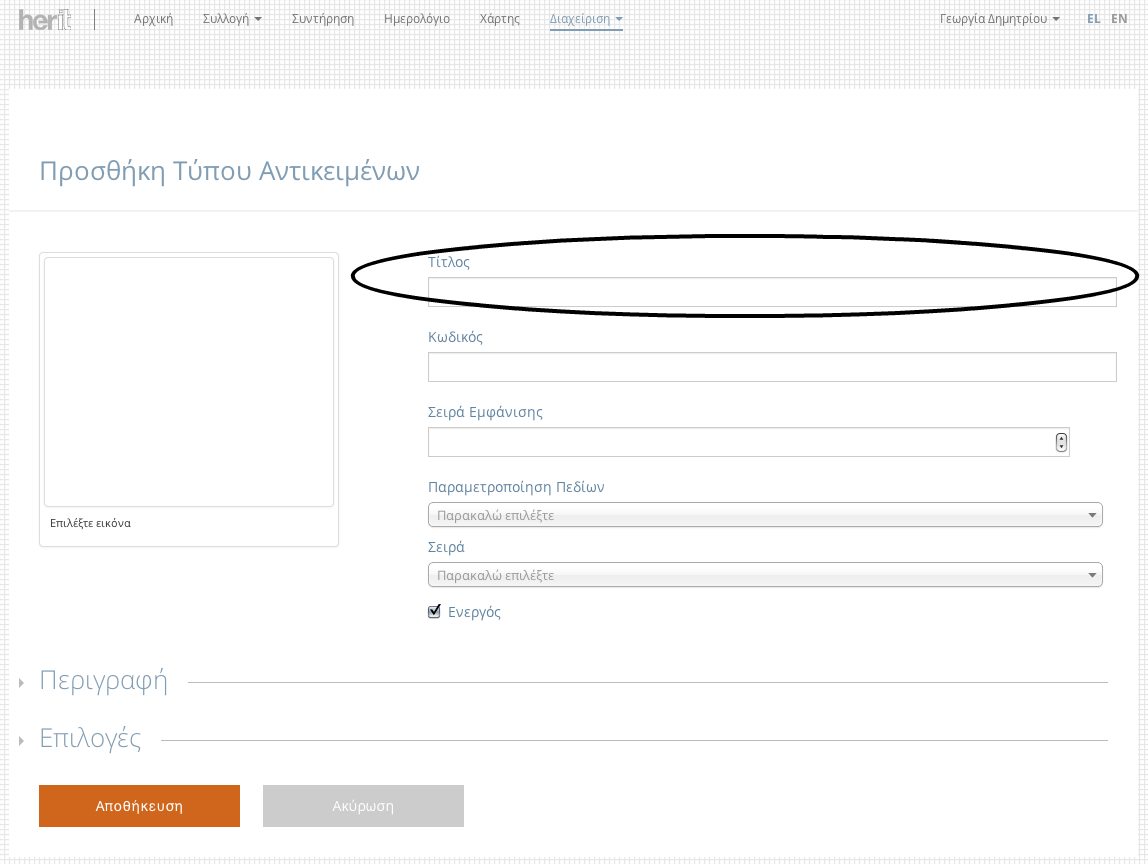 herit
Αρχική Συλλογή Συντήρηση Ημερολόγιο Χάρτης Διαχείριση Γεωργία Δημητρίου EL EN
Προσθήκη Τύπου Αντικειμένων
Τίτλος
Κωδικός
Σειρά Εμφάνισης
Παραμετροποίηση Πεδίων
Παρακαλώ επιλέξτε
Επιλέξτε εικόνα
Σειρά
Παρακαλώ επιλέξτε
Ενεργός
Περιγραφή
Επιλογές
Αποθήκευση Ακύρωση